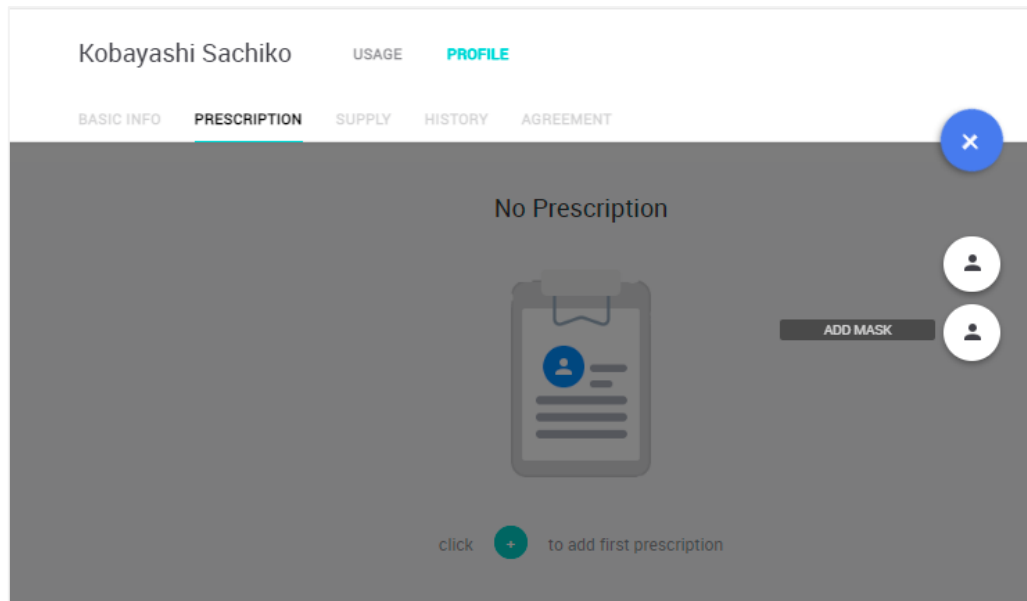 Kobayashi Sachiko USAGE PROFILE
BASIC INFO PRESCRIPTION SUPPLY HISTORY AGREEMENT
No Prescription
ADD MASK
click + to add first prescription